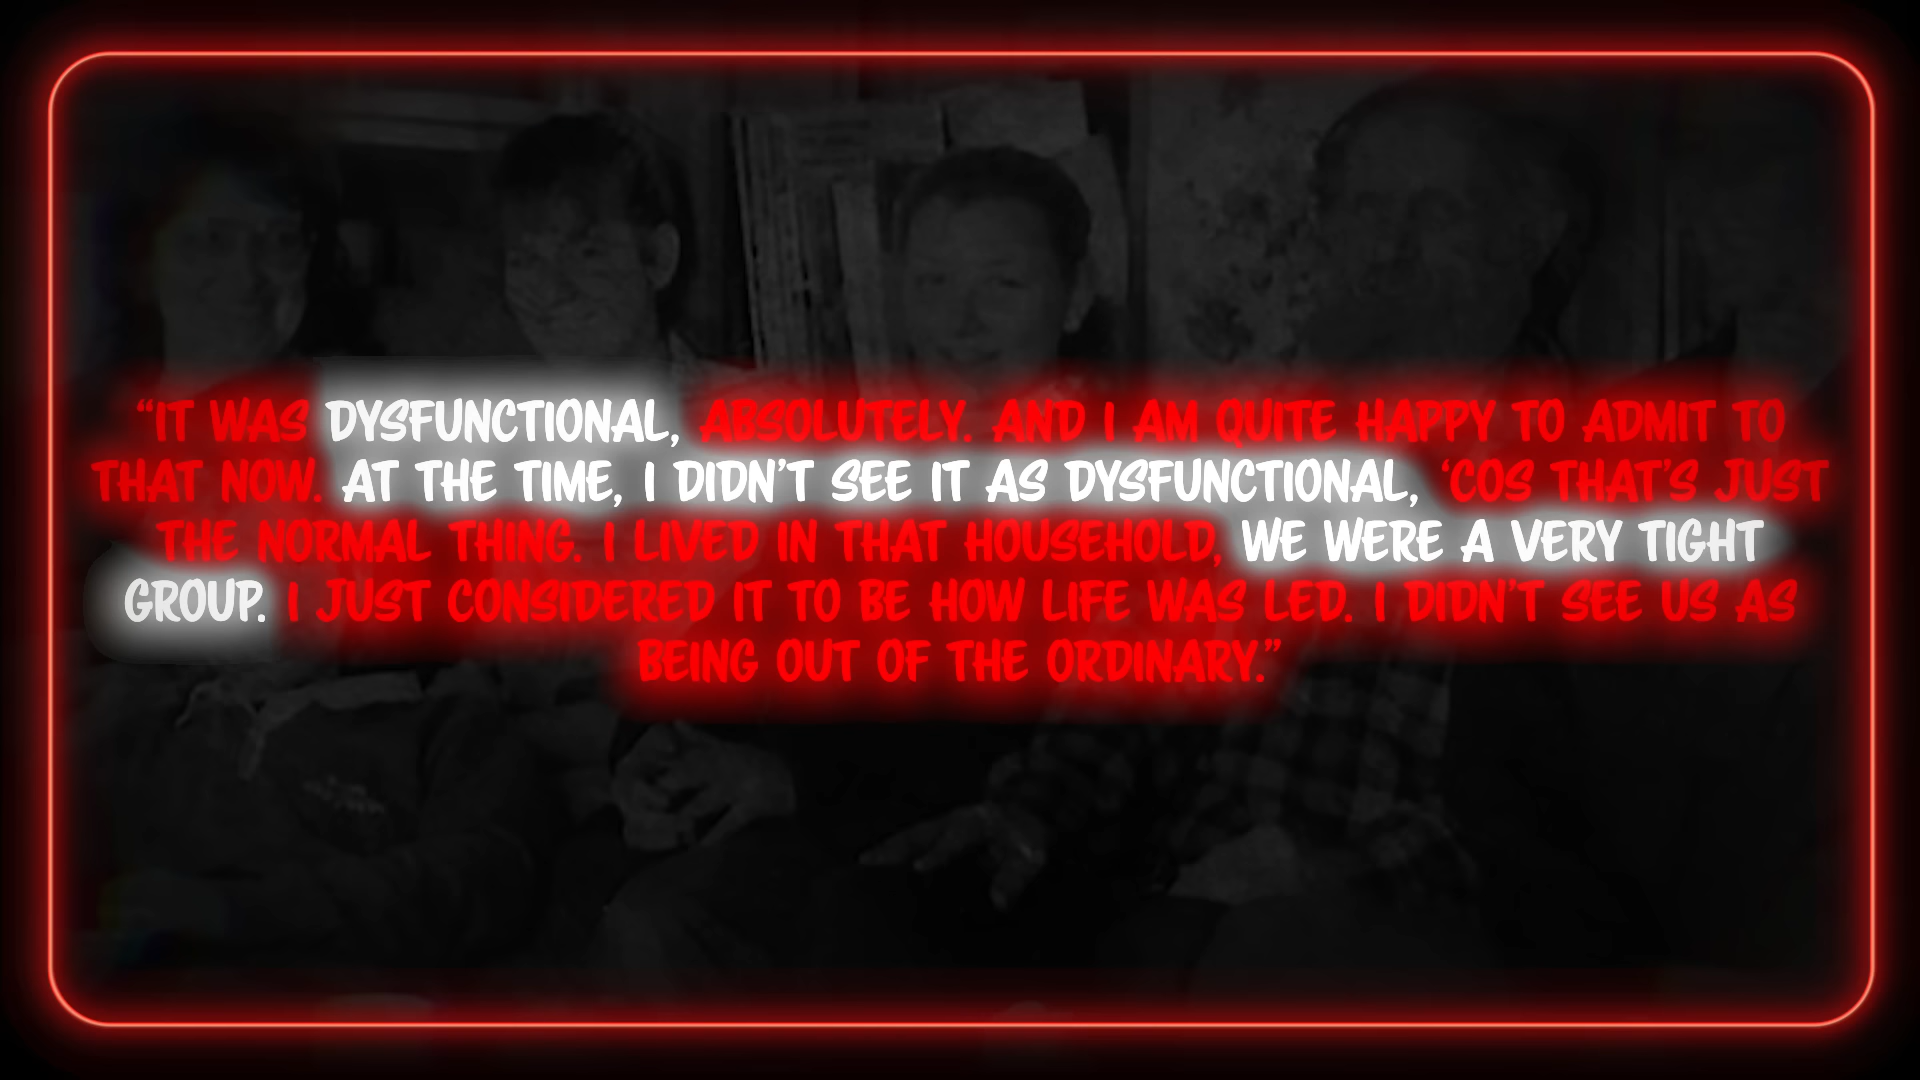 “IT WAS DYSFUNCTIONAL, ABSOLUTELY. AND I AM QUITE HAPPY TO ADMIT TO
THAT NOW. AT THE TIME, I DIDN’T SEE IT AS DYSFUNCTIONAL, ‘COS THAT’S JUST
THE NORMAL THING. I LIVED IN THAT HOUSEHOLD, WE WERE A VERY TIGHT
GROUP. I JUST CONSIDERED IT TO BE HOW LIFE WAS LED. I DIDN’T SEE US AS
BEING OUT OF THE ORDINARY.”